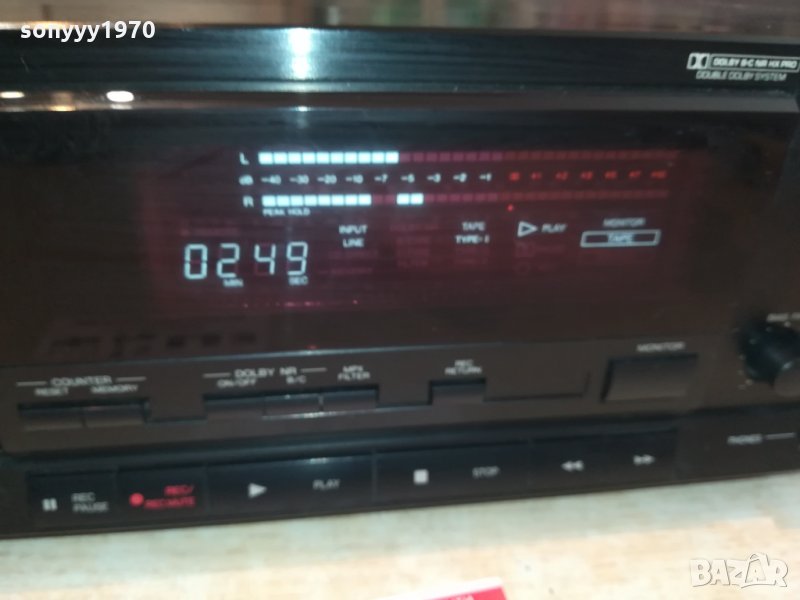 sonyyy1970
DOLBY B·C NR HX PRO
DOUBLE DOLBY SYSTEM
L
dB -40 -30 -20 -10 -7 -5 -3 -2 -1
R
PEAK HOLD
INPUT
LINE
TAPE
TYPE-I
PLAY
MONITOR
TAPE
02 49
MIN SEC
COUNTER
RESET MEMORY
DOLBY NR
ON/OFF B/C
MPX
FILTER
REC
RETURN
MONITOR
PHONES
REC
PAUSE
REC/
REC MUTE
PLAY
STOP
BAZAR